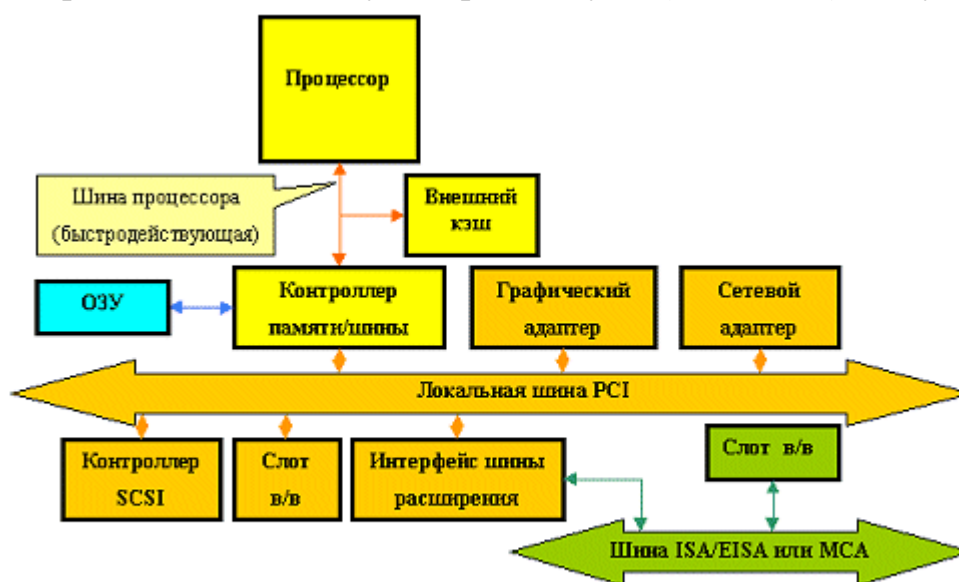 Процессор
Шина процессора
(быстродействующая)
Внешний
кэш
ОЗУ
Контроллер
памяти/шины
Графический
адаптер
Сетевой
адаптер
Локальная шина PCI
Контроллер
SCSI
Слот
в/в
Интерфейс шины
расширения
Слот в/в
Шина ISA/EISA или MCA